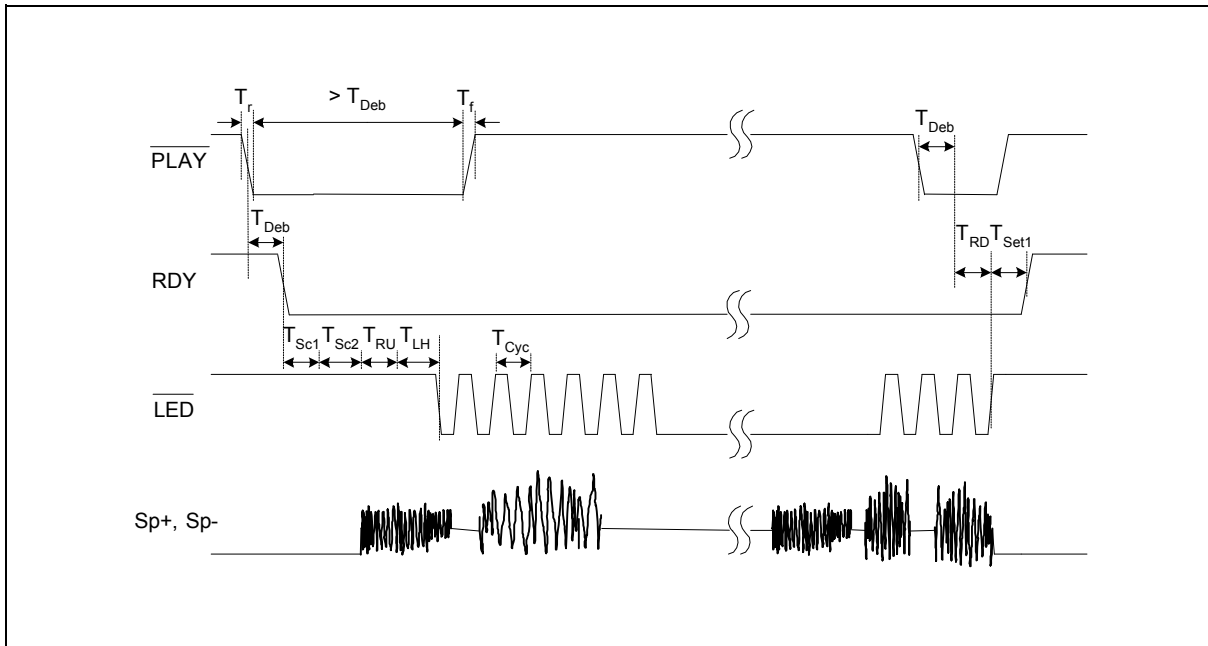 T_r > T_Deb T_f
T_Deb
PLAY
T_Deb
T_RD T_Set1
RDY
T_Sc1 T_Sc2 T_RU T_LH T_Cyc
LED
Sp+, Sp-